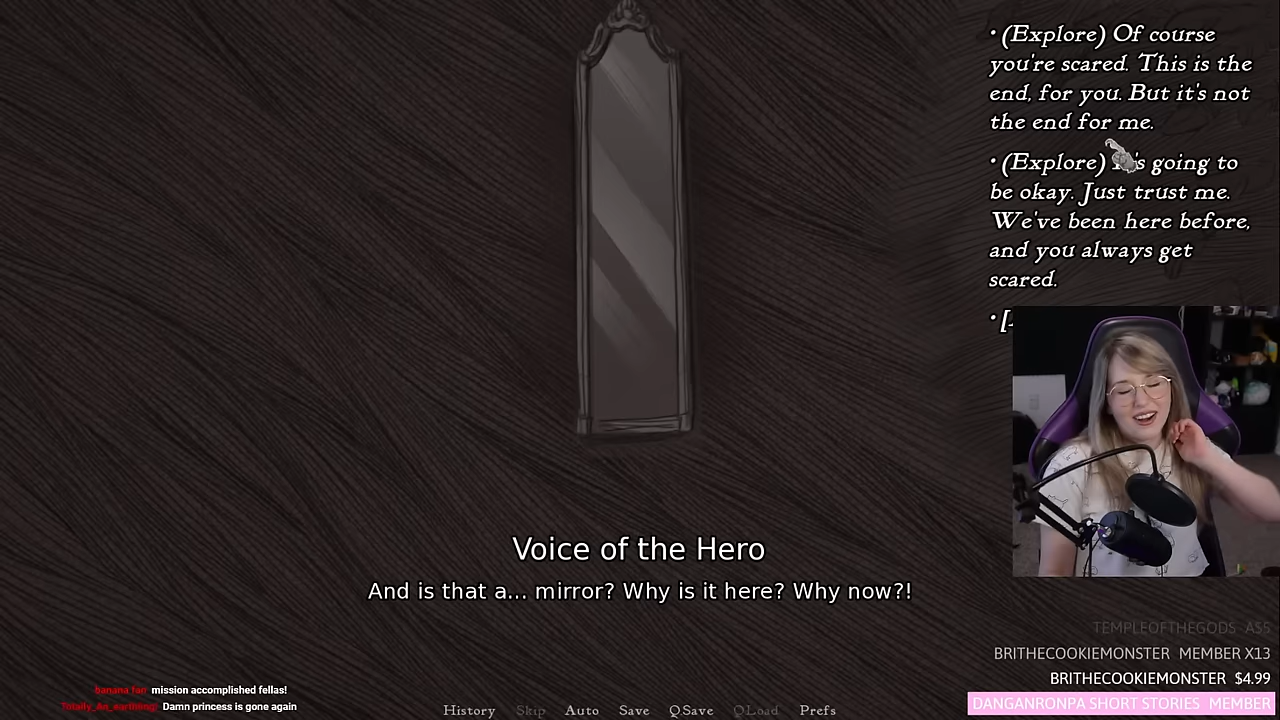 • (Explore) Of course
you're scared. This is the
end, for you. But it's not
the end for me.
• (Explore) going to
be okay. Just trust me.
We've been here before,
and you always get
scared.
Voice of the Hero
And is that a... mirror? Why is it here? Why now?!
TEMPLEOFTHEGODS A55
BRITHECOOKIEMONSTER MEMBER X13
BRITHECOOKIEMONSTER $4.99
DANGANRONPA SHORT STORIES MEMBER
banana fan mission accomplished fellas!
Totally_An_earthling! Damn princess is gone again
History Skip Auto Save Q.Save Q.Load Prefs